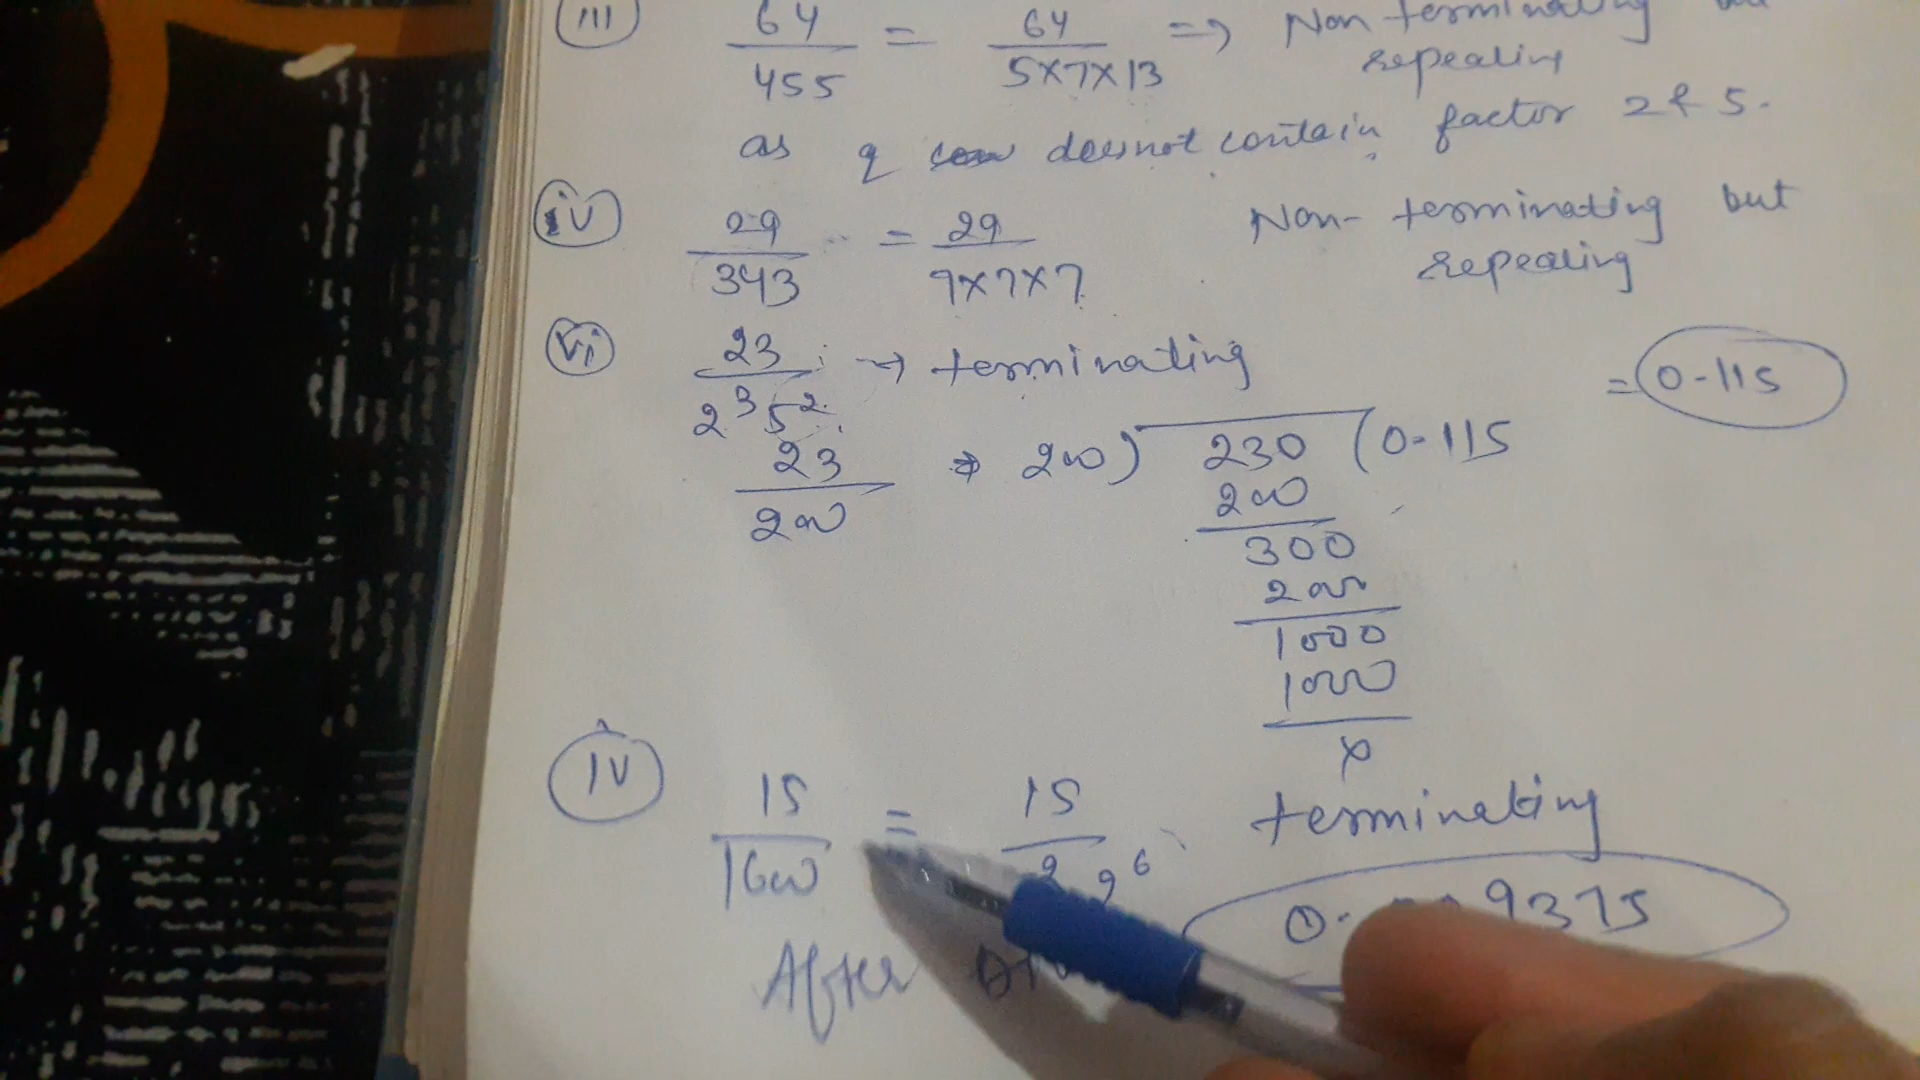 (iii) 64/455 = 64/5×7×13 => Non terminating but
repeating
as q does not contain factor 2 & 5.
(iv) 29/343 = 29/7×7×7 Non-terminating but
repeating
(vi) 23/2³5² → terminating = 0.115
23/200 ⇒ 200) 230 (0.115
200
300
200
1000
1000
x
(iv) 15/1600 = 15/ terminating
After